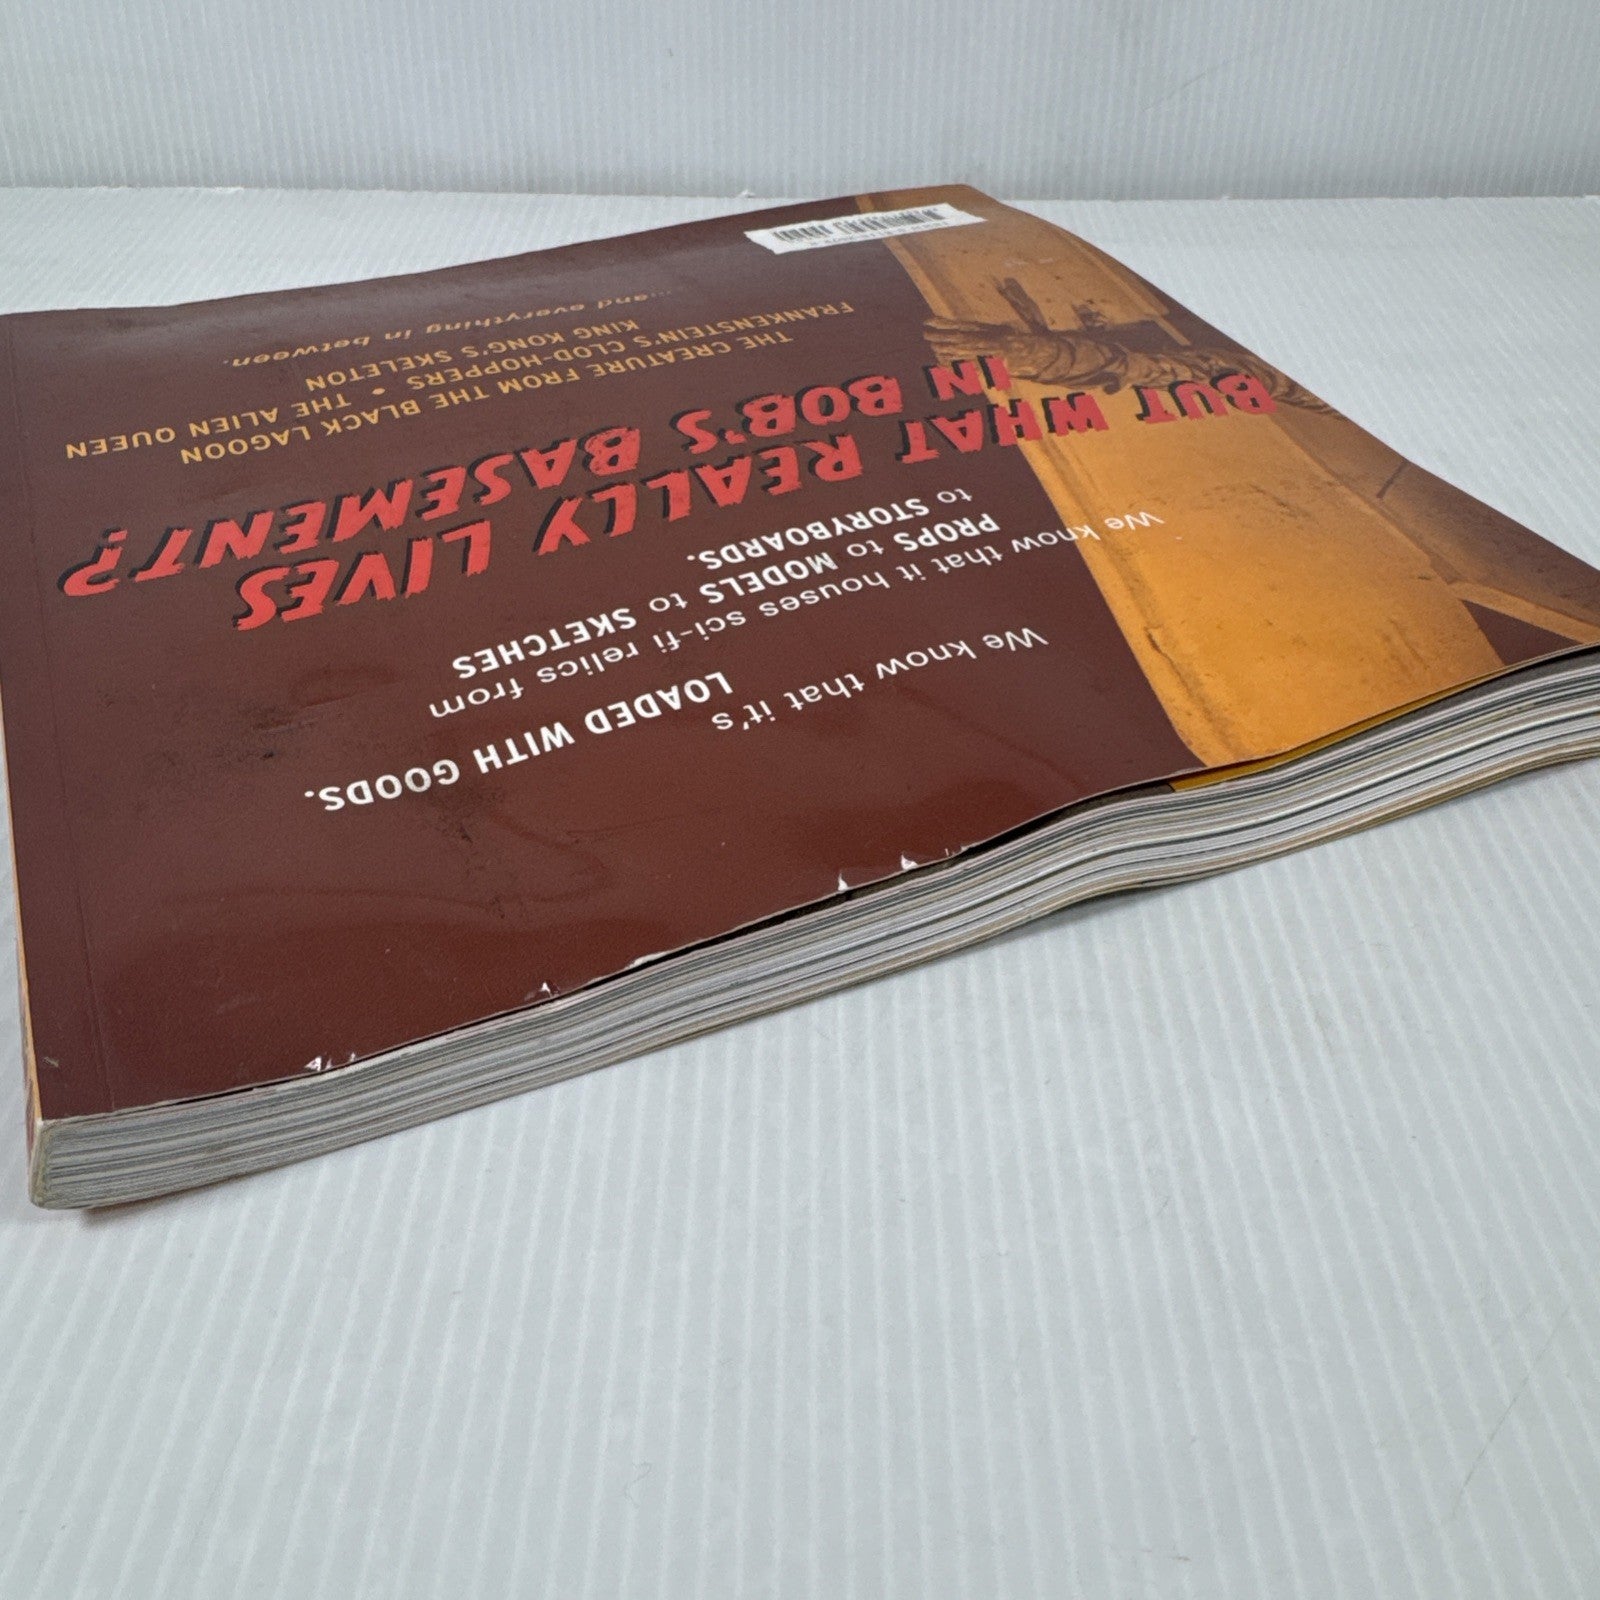 We know that it's
LOADED WITH GOODS.
We know that it houses sci-fi relics from
PROPS to MODELS to SKETCHES
to STORYBOARDS.
BUT WHAT REALLY LIVES
IN BOB'S BASEMENT?
THE CREATURE FROM THE BLACK LAGOON
FRANKENSTEIN'S CLOD-HOPPERS • THE ALIEN QUEEN
KING KONG'S SKELETON
...and everything in between.